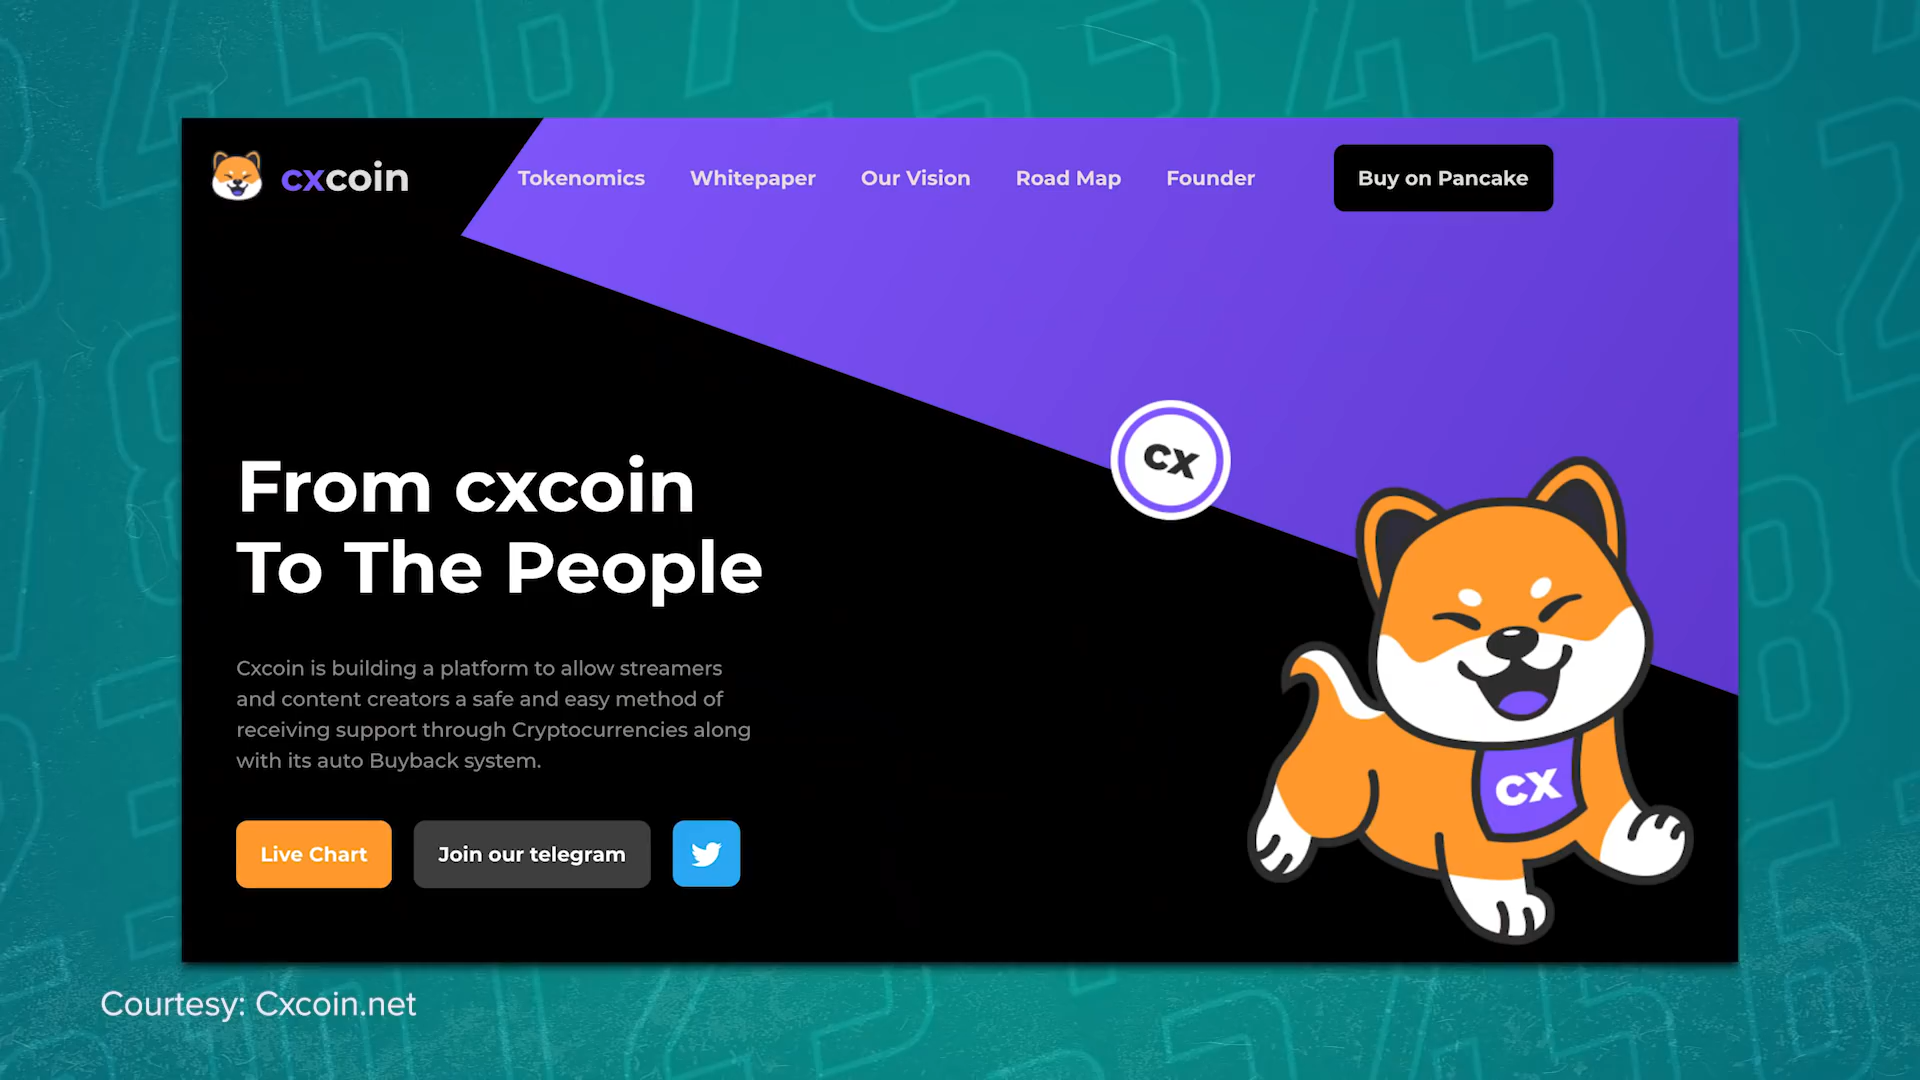 cxcoin
Tokenomics
Whitepaper
Our Vision
Road Map
Founder
Buy on Pancake
CX
From cxcoin
To The People
Cxcoin is building a platform to allow streamers
and content creators a safe and easy method of
receiving support through Cryptocurrencies along
with its auto Buyback system.
CX
Live Chart
Join our telegram
Courtesy: Cxcoin.net